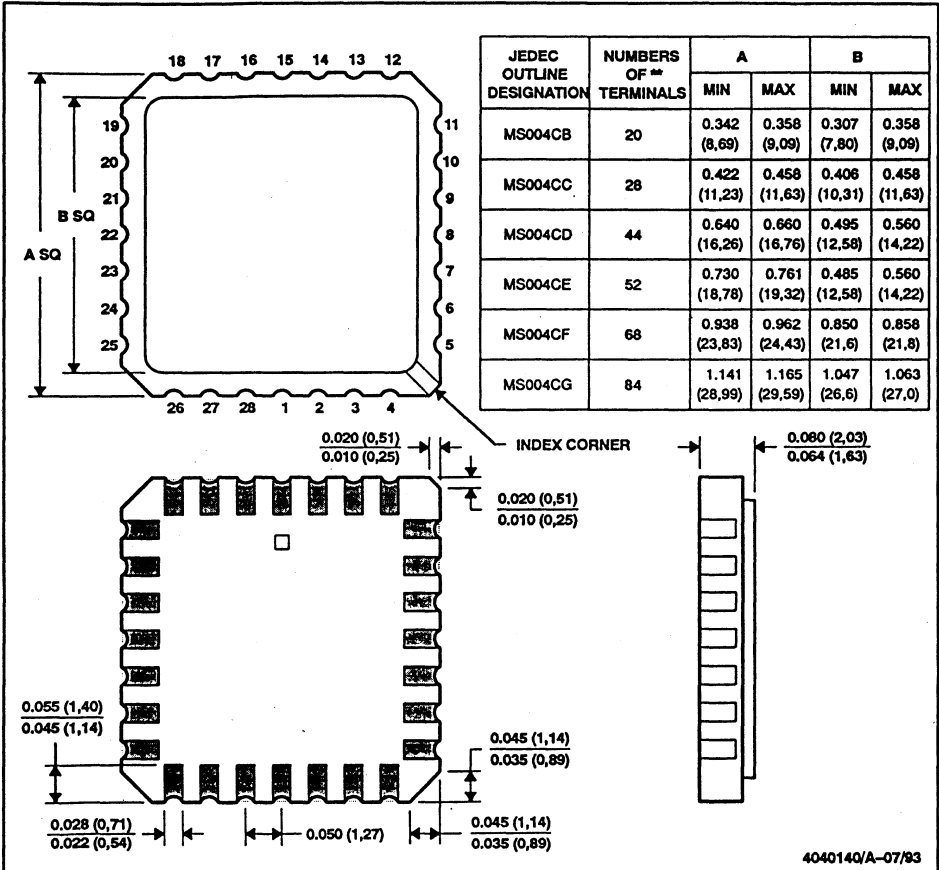 18 17 16 15 14 13 12
19
20
21
22
23
24
25
11
10
9
8
7
6
5
26 27 28 1 2 3 4
A SQ
B SQ
JEDEC OUTLINE DESIGNATION NUMBERS OF ** TERMINALS A B
MIN MAX MIN MAX
MS004CB 20 0.342 (8,69) 0.358 (9,09) 0.307 (7,80) 0.358 (9,09)
MS004CC 28 0.422 (11,23) 0.458 (11,63) 0.406 (10,31) 0.458 (11,63)
MS004CD 44 0.640 (16,26) 0.660 (16,76) 0.495 (12,58) 0.560 (14,22)
MS004CE 52 0.730 (18,78) 0.761 (19,32) 0.485 (12,58) 0.560 (14,22)
MS004CF 68 0.938 (23,83) 0.962 (24,43) 0.850 (21,6) 0.858 (21,8)
MS004CG 84 1.141 (28,99) 1.165 (29,59) 1.047 (26,6) 1.063 (27,0)
INDEX CORNER
0.020 (0,51)
0.010 (0,25)
0.020 (0,51)
0.010 (0,25)
0.080 (2,03)
0.064 (1,63)
0.055 (1,40)
0.045 (1,14)
0.045 (1,14)
0.035 (0,89)
0.028 (0,71)
0.022 (0,54)
0.050 (1,27)
0.045 (1,14)
0.035 (0,89)
4040140/A–07/93